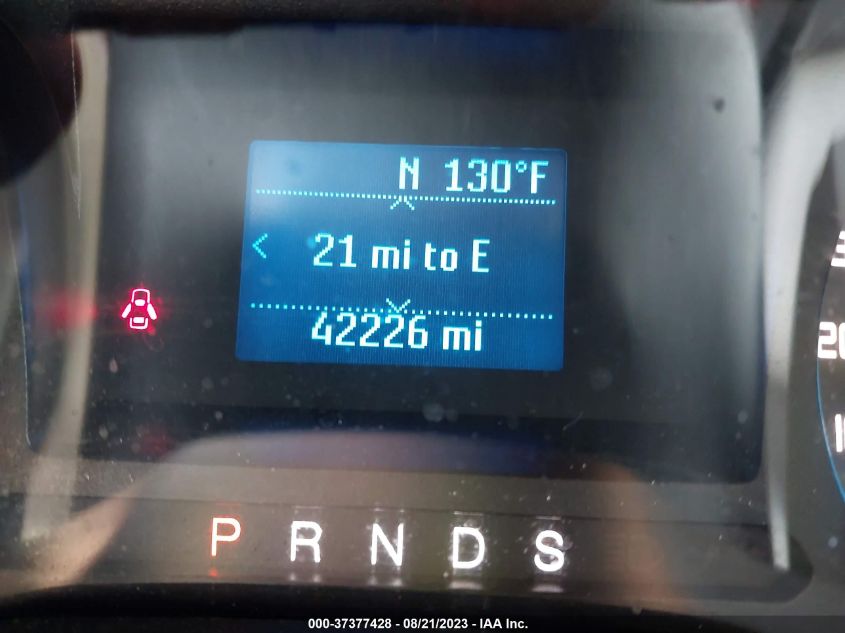 N 130°F
21 mi to E
42226 mi
P R N D S
000-37377428 - 08/21/2023 - IAA Inc.